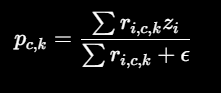 p_{c,k} = \frac{\sum r_{i,c,k} z_i}{\sum r_{i,c,k} + \epsilon}